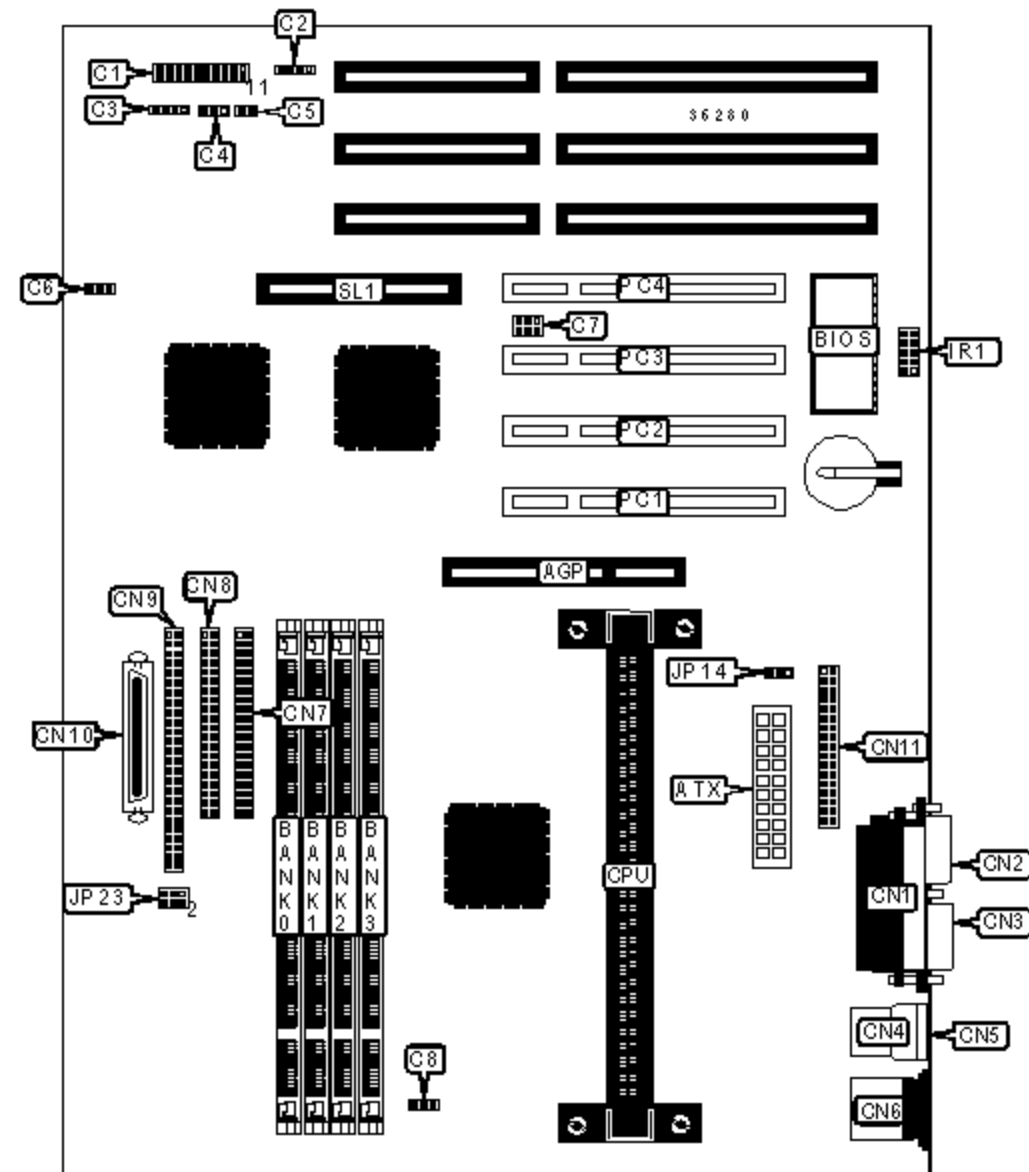 C2
C1
11
C3
C5
36280
C4
C6
SL1
PC4
C7
BIOS
IR1
PC3
PC2
PC1
AGP
CN8
CN9
JP14
CN7
CN10
CN11
ATX
BANK0
BANK1
BANK2
BANK3
CPU
CN2
CN1
JP23
2
CN3
CN4
CN5
C8
CN6